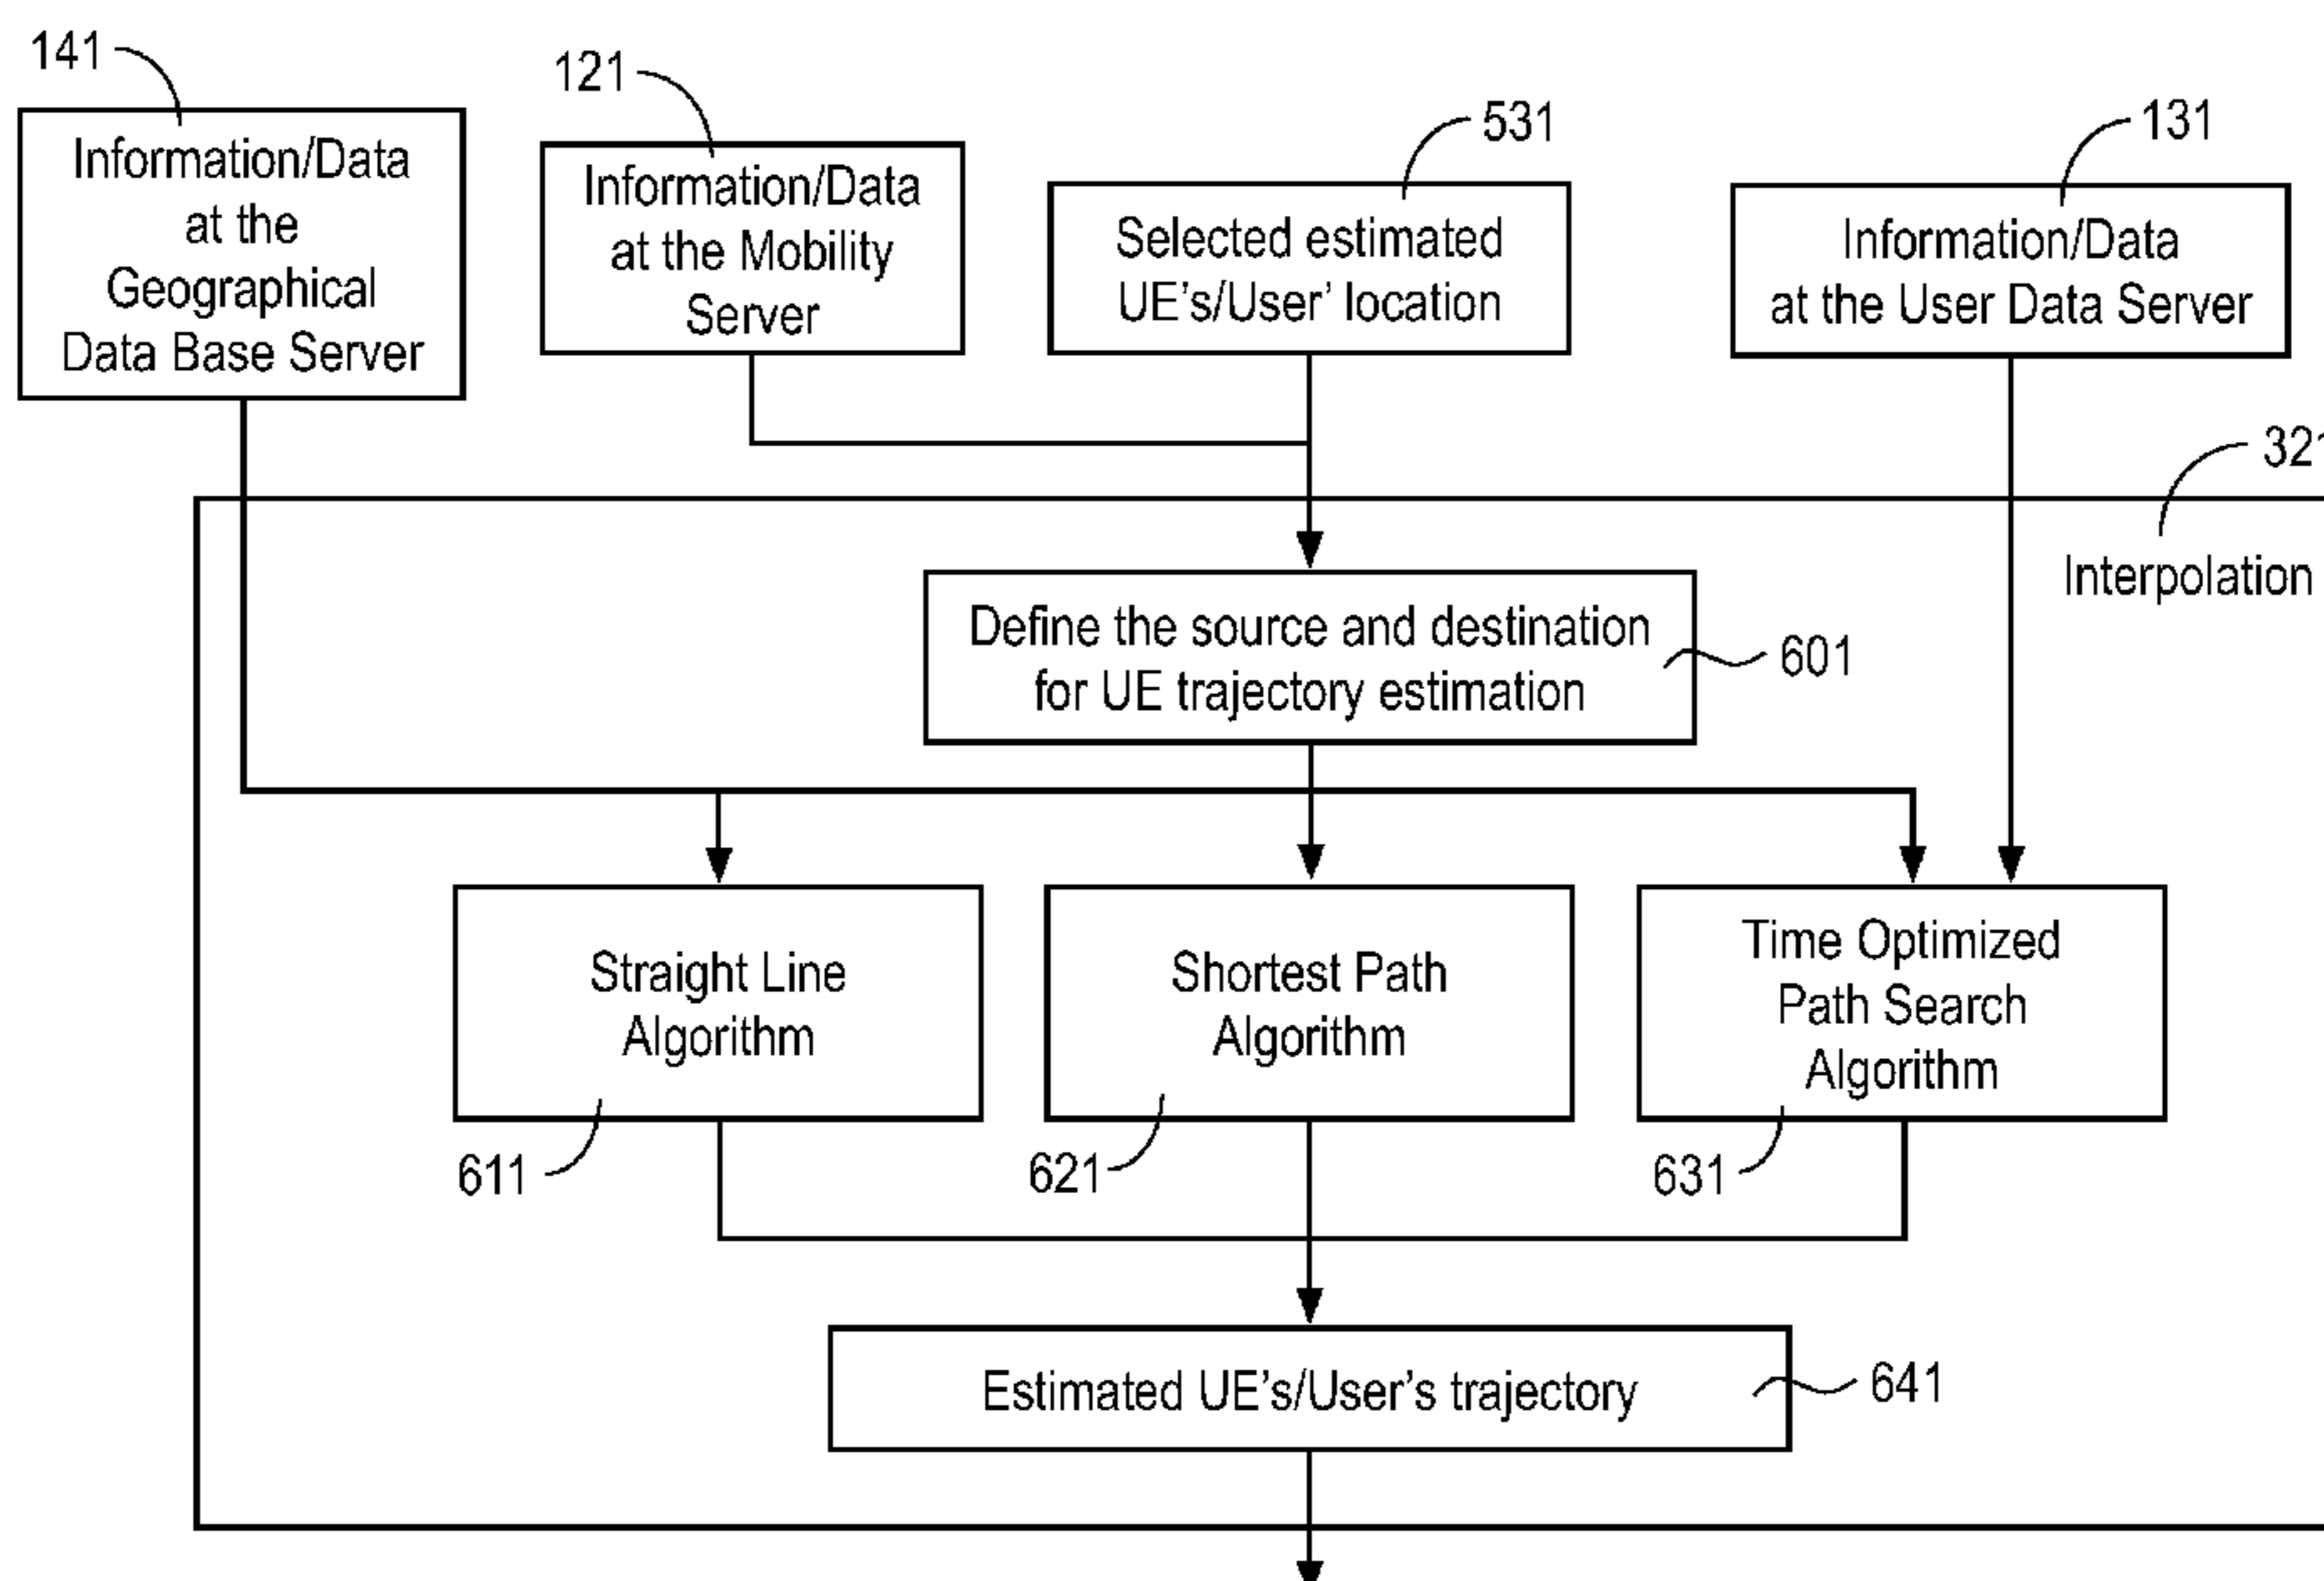 141
Information/Data
at the
Geographical
Data Base Server
121
Information/Data
at the Mobility
Server
531
Selected estimated
UE's/User' location
131
Information/Data
at the User Data Server
321
Interpolation
Define the source and destination
for UE trajectory estimation
601
Straight Line
Algorithm
611
Shortest Path
Algorithm
621
Time Optimized
Path Search
Algorithm
631
Estimated UE's/User's trajectory
641